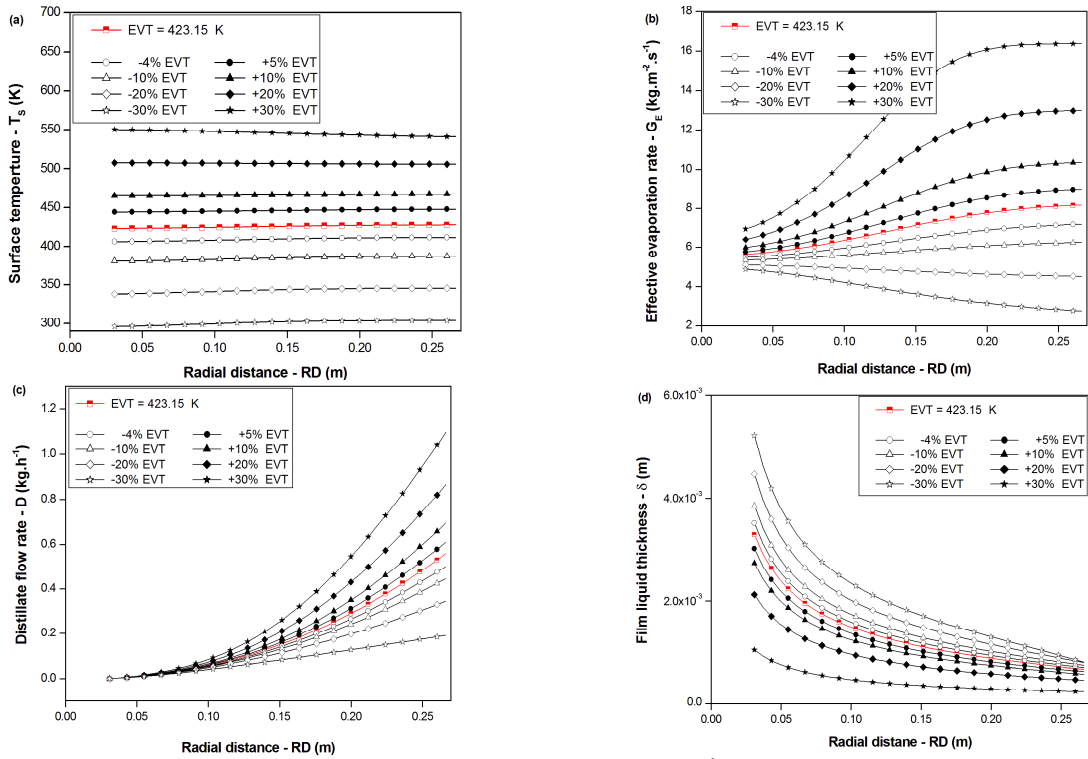 (a)
EVT = 423.15 K
-4% EVT +5% EVT
-10% EVT +10% EVT
-20% EVT +20% EVT
-30% EVT +30% EVT
700
650
600
550
500
450
400
350
300
Surface temperture - T_S (K)
0.00 0.05 0.10 0.15 0.20 0.25
Radial distance - RD (m)
(b)
EVT = 423.15 K
-4% EVT +5% EVT
-10% EVT +10% EVT
-20% EVT +20% EVT
-30% EVT +30% EVT
18
16
14
12
10
8
6
4
2
Effective evaporation rate - G_E (kg.m⁻².s⁻¹)
0.00 0.05 0.10 0.15 0.20 0.25
Radial distance - RD (m)
(c)
EVT = 423.15 K
-4% EVT +5% EVT
-10% EVT +10% EVT
-20% EVT +20% EVT
-30% EVT +30% EVT
1.2
1.0
0.8
0.6
0.4
0.2
0.0
Distillate flow rate - D (kg.h⁻¹)
0.00 0.05 0.10 0.15 0.20 0.25
Radial distance - RD (m)
(d)
EVT = 423.15 K
-4% EVT +5% EVT
-10% EVT +10% EVT
-20% EVT +20% EVT
-30% EVT +30% EVT
6.0x10⁻³
4.0x10⁻³
2.0x10⁻³
0.0
Film liquid thickness - δ (m)
0.00 0.05 0.10 0.15 0.20 0.25
Radial distane - RD (m)